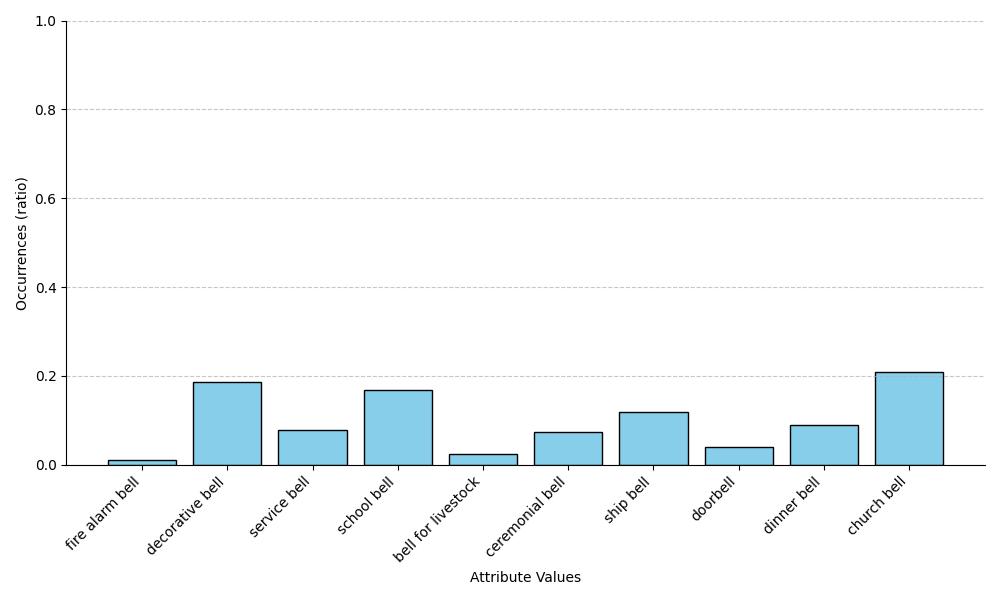 1.0
0.8
0.6
0.4
0.2
0.0
Occurrences (ratio)
fire alarm bell
decorative bell
service bell
school bell
bell for livestock
ceremonial bell
ship bell
doorbell
dinner bell
church bell
Attribute Values